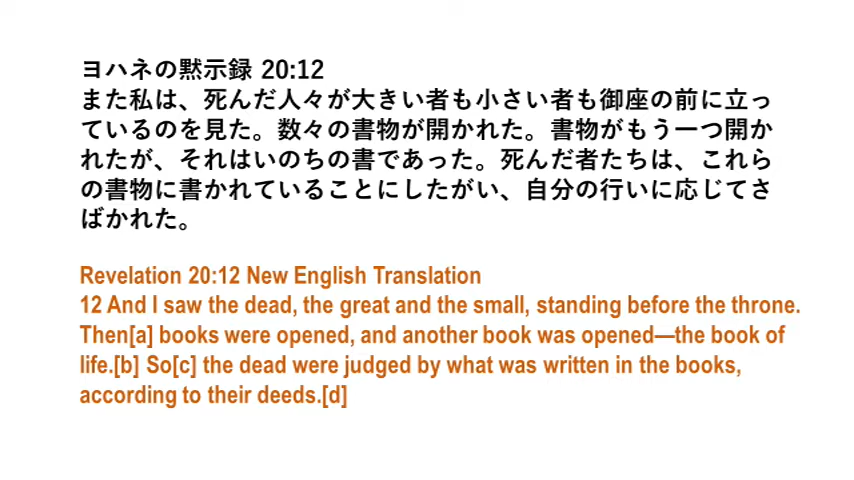 ヨハネの黙示録 20:12
また私は、死んだ人々が大きい者も小さい者も御座の前に立っ
ているのを見た。数々の書物が開かれた。書物がもう一つ開か
れたが、それはいのちの書であった。死んだ者たちは、これら
の書物に書かれていることにしたがい、自分の行いに応じてさ
ばかれた。
Revelation 20:12 New English Translation
12 And I saw the dead, the great and the small, standing before the throne.
Then[a] books were opened, and another book was opened—the book of
life.[b] So[c] the dead were judged by what was written in the books,
according to their deeds.[d]